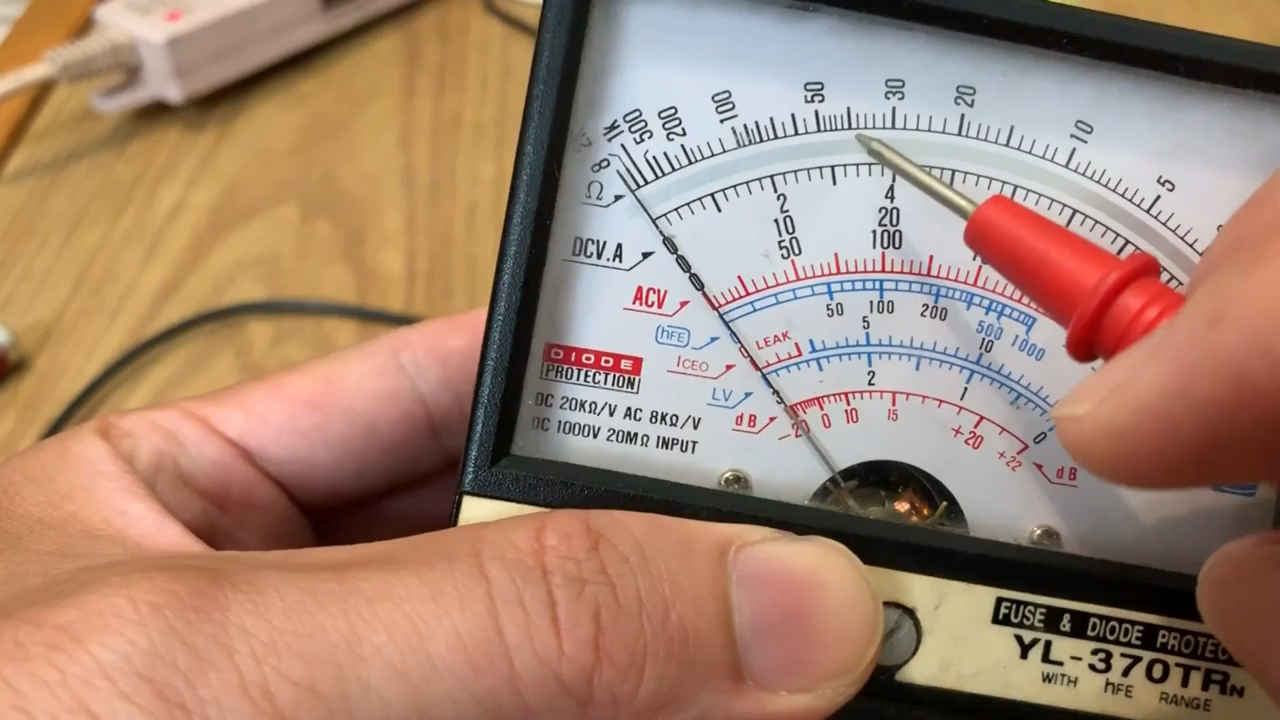 ∞ 1K 500 200 100 50 30 20 10 5
Ω
2 4
10 20
50 100
DCV.A
ACV
hFE
50 100 200 500 1000
LEAK
ICEO
5 10
LV
2 1 0
dB
-20 0 10 15 +20 +22 dB
DIODE
PROTECTION
DC 20KΩ/V AC 8KΩ/V
DC 1000V 20MΩ INPUT
FUSE & DIODE PROTEC
YL-370TRN
WITH hFE RANGE